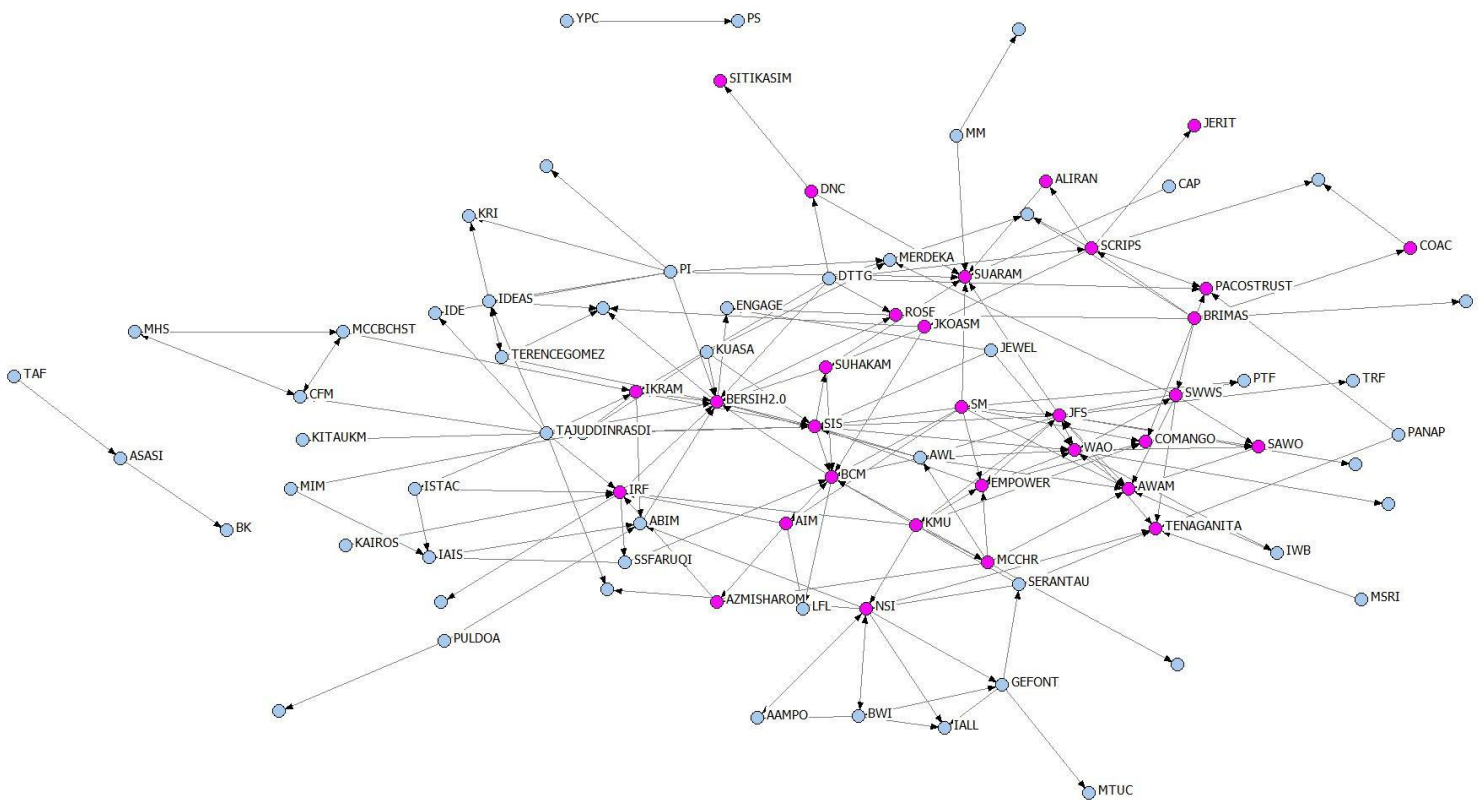 YPC
PS
SITIKASIM
JERIT
MM
ALIRAN
CAP
DNC
KRI
SCRIPS
COAC
MERDEKA
PI
DTTG
SUARAM
PACOSTRUST
IDEAS
IDE
ENGAGE
ROSF
JKOASM
BRIMAS
MHS
MCCBCHST
TERENCEGOMEZ
KUASA
JEWEL
SUHAKAM
TAF
PTF
TRF
CFM
IKRAM
BERSIH2.0
SWWS
SM
JFS
SIS
TAJUDDINRASDI
KITAUKM
COMANGO
SAWO
PANAP
WAO
ASASI
AWL
BCM
EMPOWER
AWAM
MIM
ISTAC
IRF
ABIM
AIM
KMU
TENAGANITA
BK
KAIROS
IAIS
SSFARUQI
MCCHR
IWB
SERANTAU
AZMISHAROM
LFL
NSI
MSRI
PULDOA
GEFONT
AAMPO
BWI
IALL
MTUC